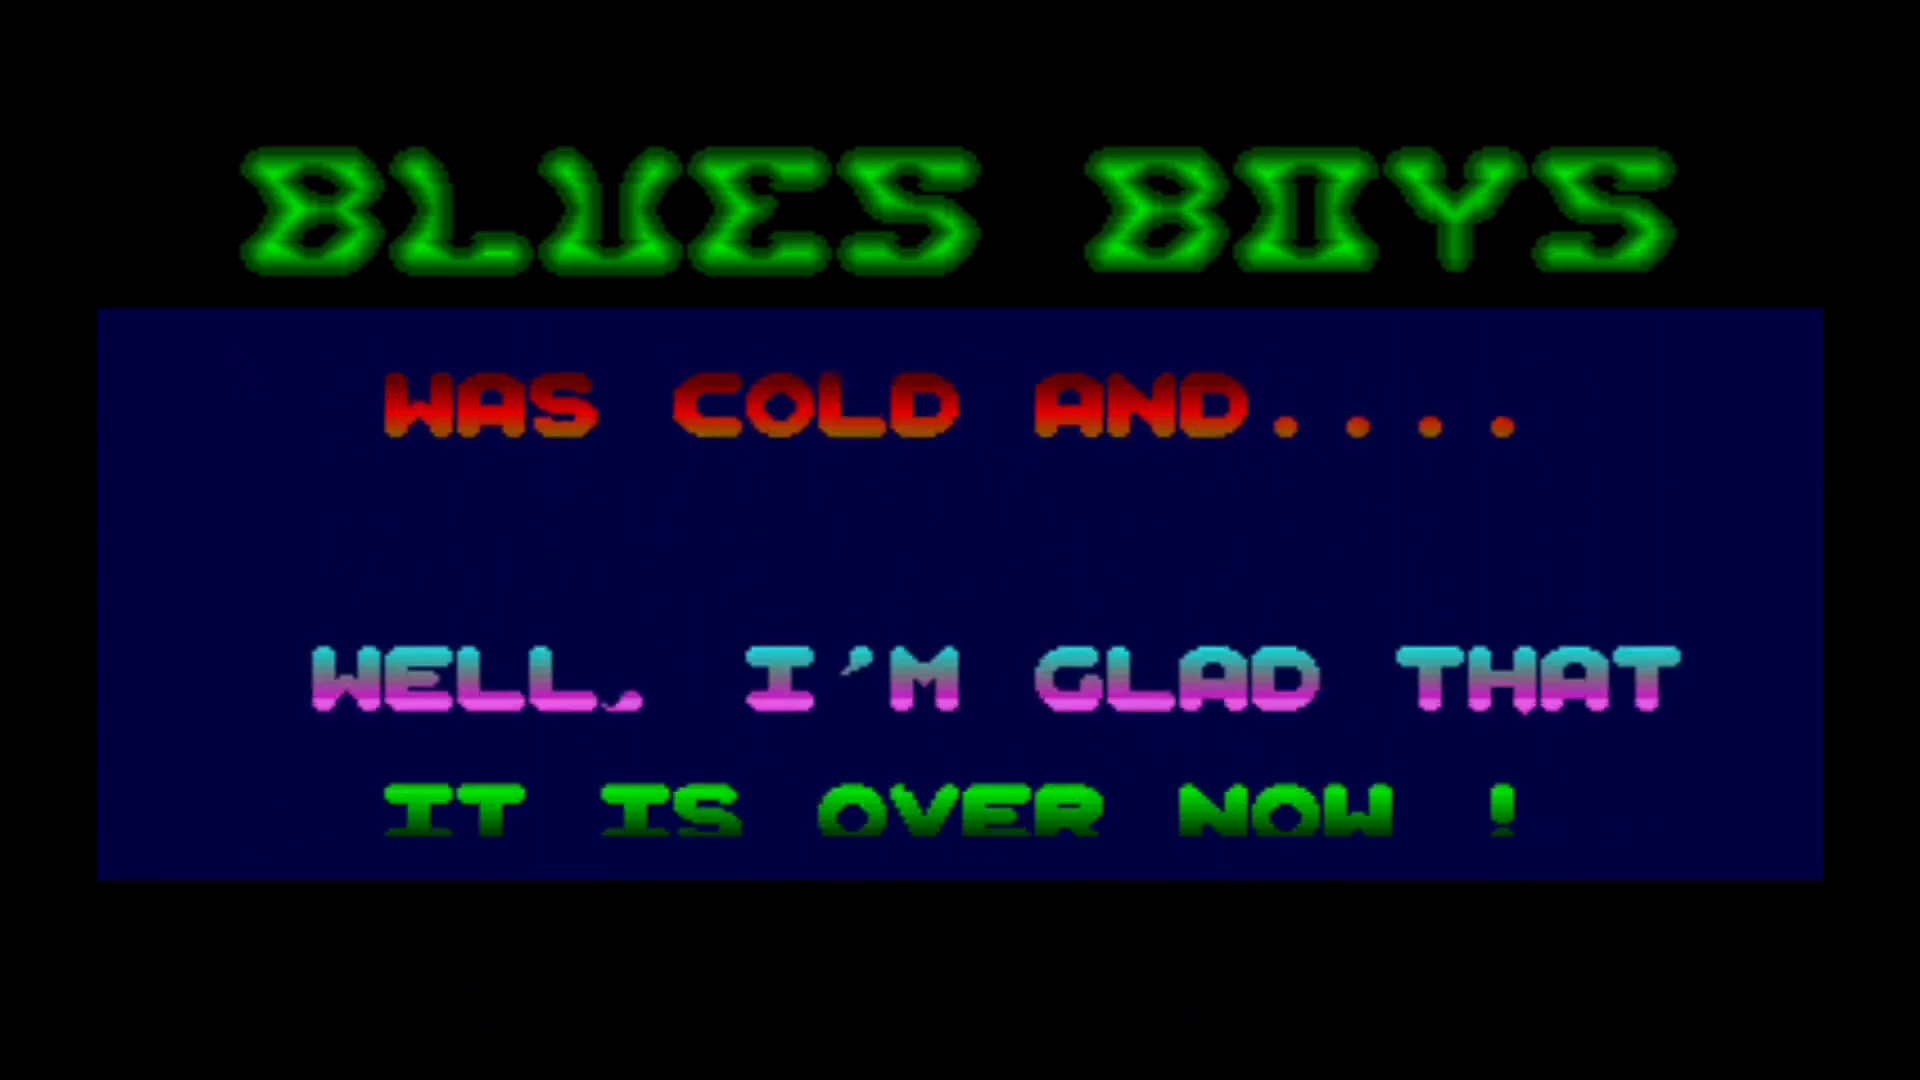 BLUES BOYS
WAS COLD AND....
WELL, I'M GLAD THAT
IT IS OVER NOW !